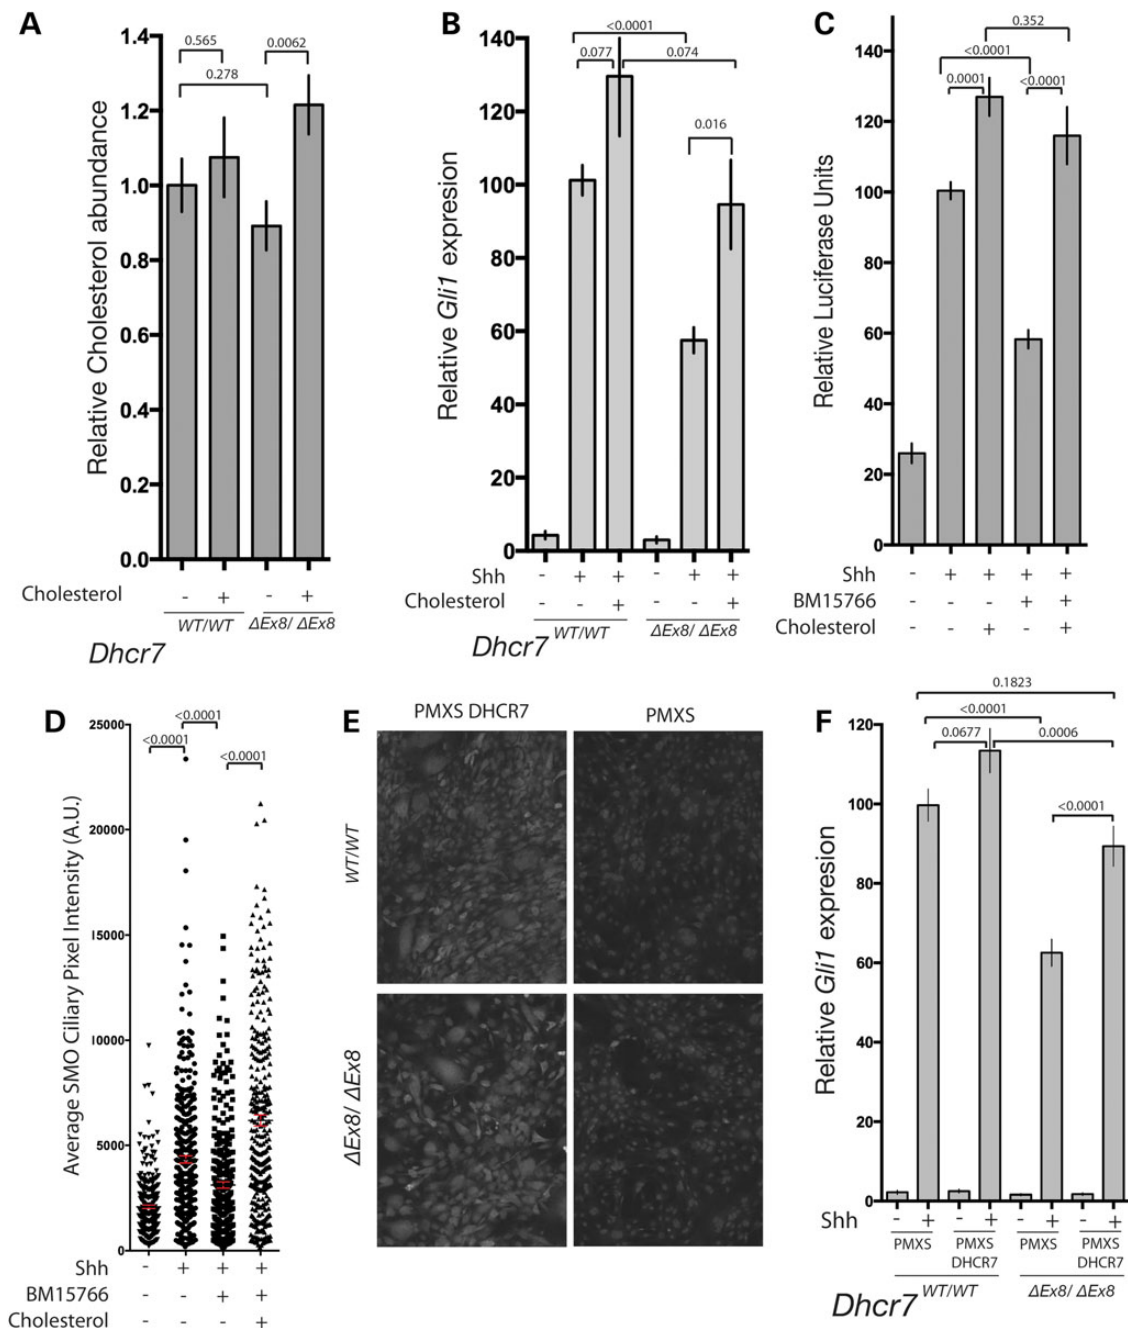 A
Relative Cholesterol abundance
1.4
1.2
1.0
0.8
0.6
0.4
0.2
0.0
0.565
0.0062
0.278
Cholesterol - + - +
WT/WT ΔEx8/ ΔEx8
Dhcr7
B
Relative Gli1 expresion
140
120
100
80
60
40
20
0
<0.0001
0.077
0.074
0.016
Shh - + + - + +
Cholesterol - - + - - +
WT/WT ΔEx8/ ΔEx8
Dhcr7
C
Relative Luciferase Units
140
120
100
80
60
40
20
0
0.352
<0.0001
0.0001
<0.0001
Shh - + + + +
BM15766 - - - + +
Cholesterol - - + - +
D
Average SMO Ciliary Pixel Intensity (A.U.)
25000
20000
15000
10000
5000
0
<0.0001
<0.0001
<0.0001
Shh - + + +
BM15766 - - + +
Cholesterol - - - +
E
PMXS DHCR7
PMXS
WT/WT
ΔEx8/ ΔEx8
F
Relative Gli1 expresion
120
100
80
60
40
20
0
0.1823
<0.0001
0.0677
0.0006
<0.0001
Shh - + - + - + - +
PMXS PMXS PMXS PMXS
DHCR7 DHCR7
WT/WT ΔEx8/ ΔEx8
Dhcr7